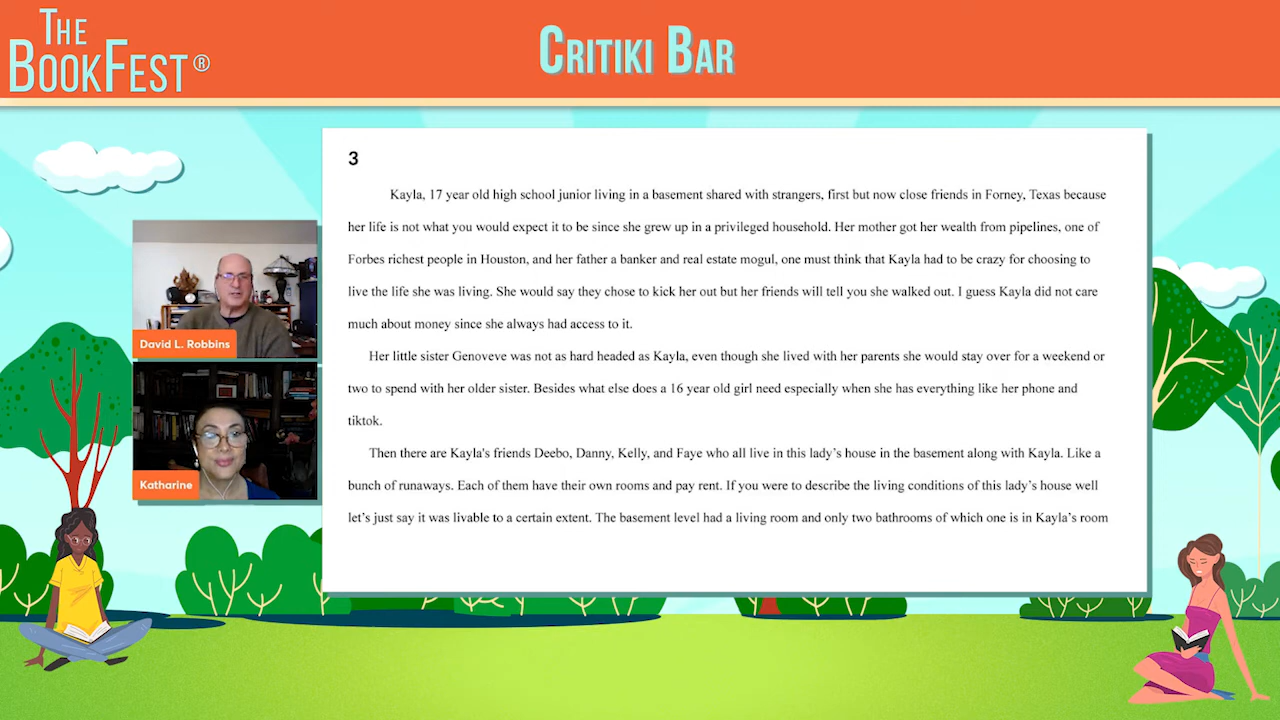 THE
BOOKFEST®
CRITIKI BAR
3
Kayla, 17 year old high school junior living in a basement shared with strangers, first but now close friends in Forney, Texas because
her life is not what you would expect it to be since she grew up in a privileged household. Her mother got her wealth from pipelines, one of
Forbes richest people in Houston, and her father a banker and real estate mogul, one must think that Kayla had to be crazy for choosing to
live the life she was living. She would say they chose to kick her out but her friends will tell you she walked out. I guess Kayla did not care
much about money since she always had access to it.
Her little sister Genoveve was not as hard headed as Kayla, even though she lived with her parents she would stay over for a weekend or
two to spend with her older sister. Besides what else does a 16 year old girl need especially when she has everything like her phone and
tiktok.
Then there are Kayla's friends Deebo, Danny, Kelly, and Faye who all live in this lady's house in the basement along with Kayla. Like a
bunch of runaways. Each of them have their own rooms and pay rent. If you were to describe the living conditions of this lady's house well
let's just say it was livable to a certain extent. The basement level had a living room and only two bathrooms of which one is in Kayla's room
David L. Robbins
Katharine